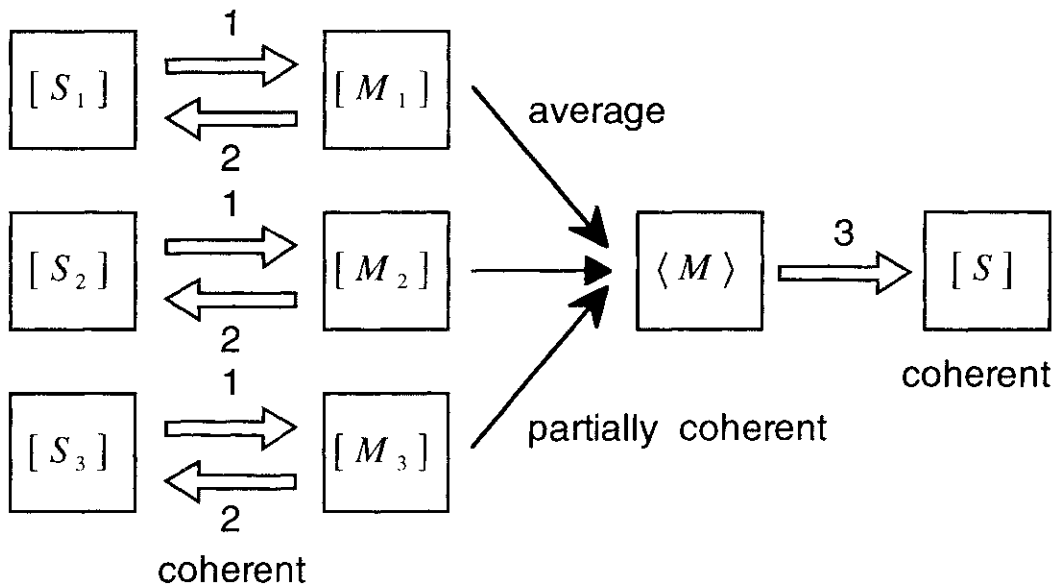 1
[ S₁ ] [ M₁ ]
average
2
1
3
[ S₂ ] [ M₂ ] ⟨ M ⟩ [ S ]
2
coherent
1
partially coherent
[ S₃ ] [ M₃ ]
2
coherent